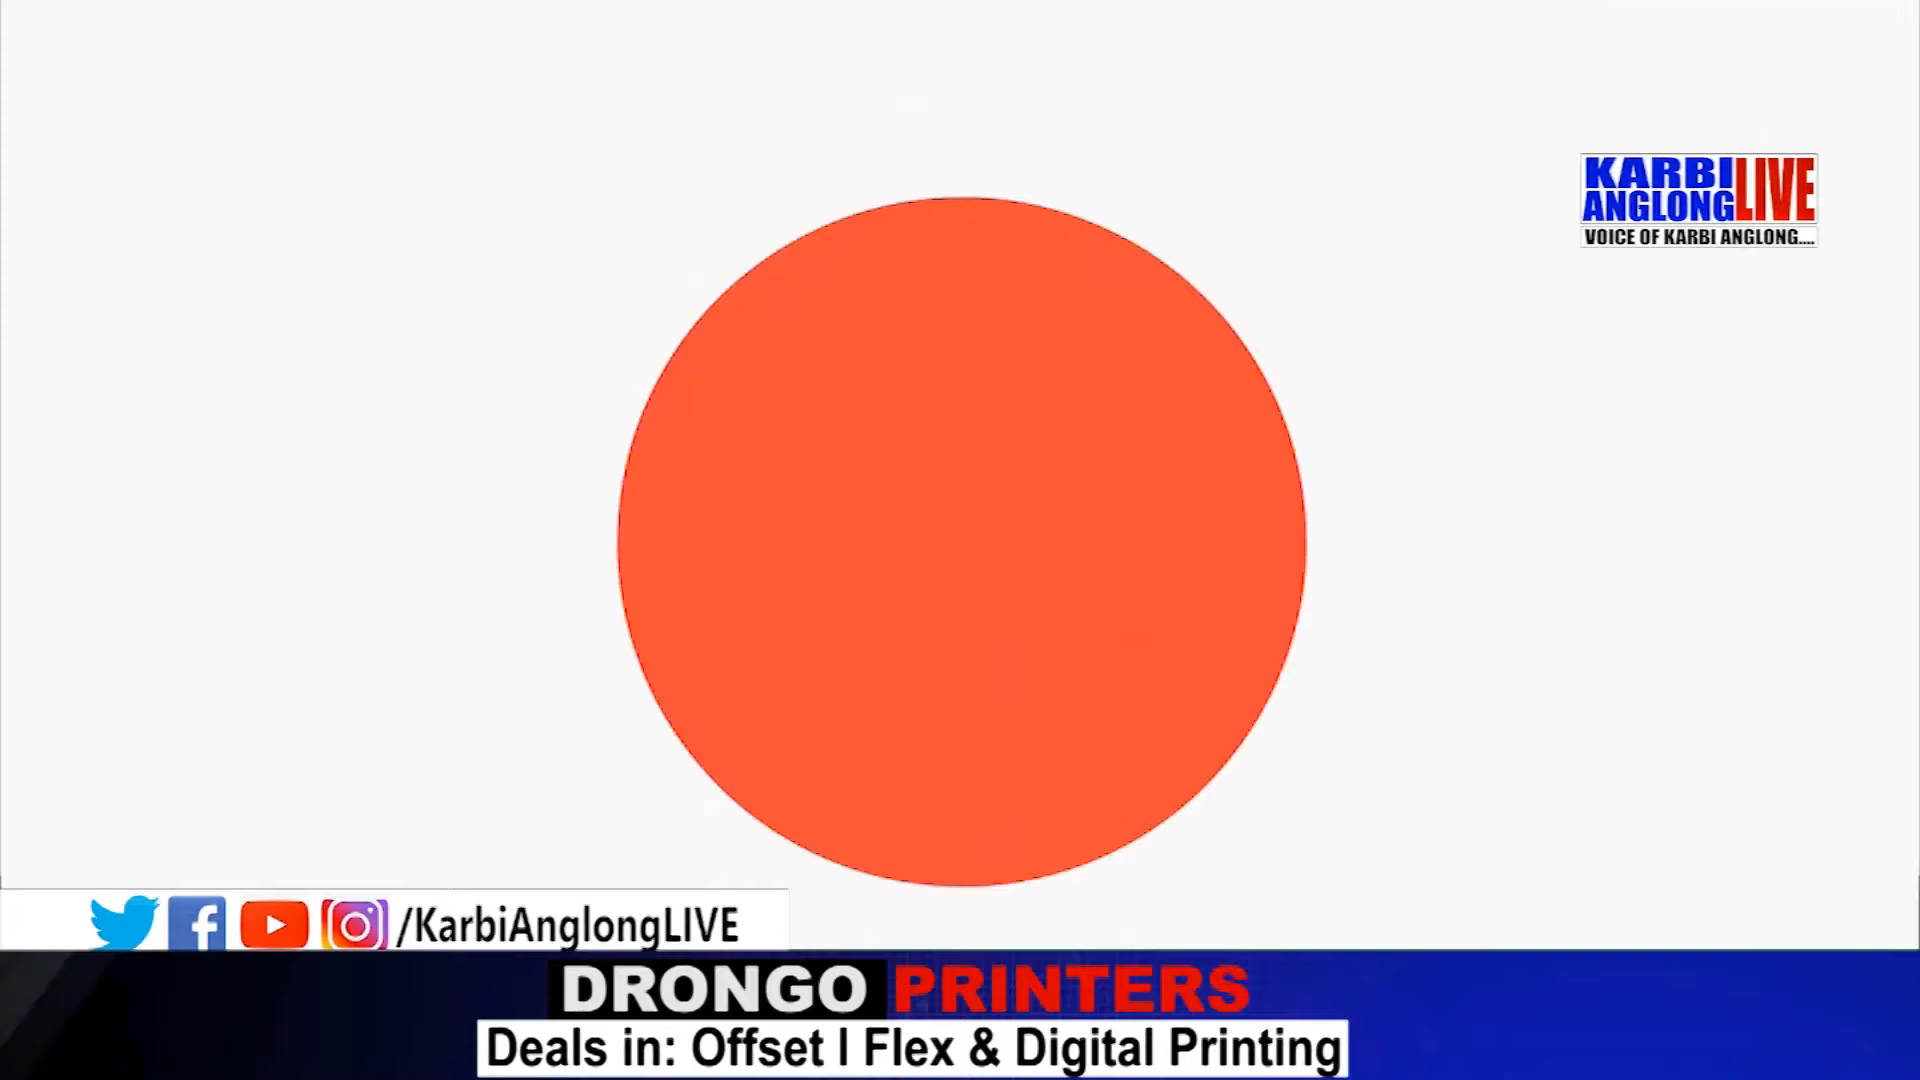 KARBI
ANGLONG LIVE
VOICE OF KARBI ANGLONG....
/KarbiAnglongLIVE
DRONGO PRINTERS
Deals in: Offset I Flex & Digital Printing